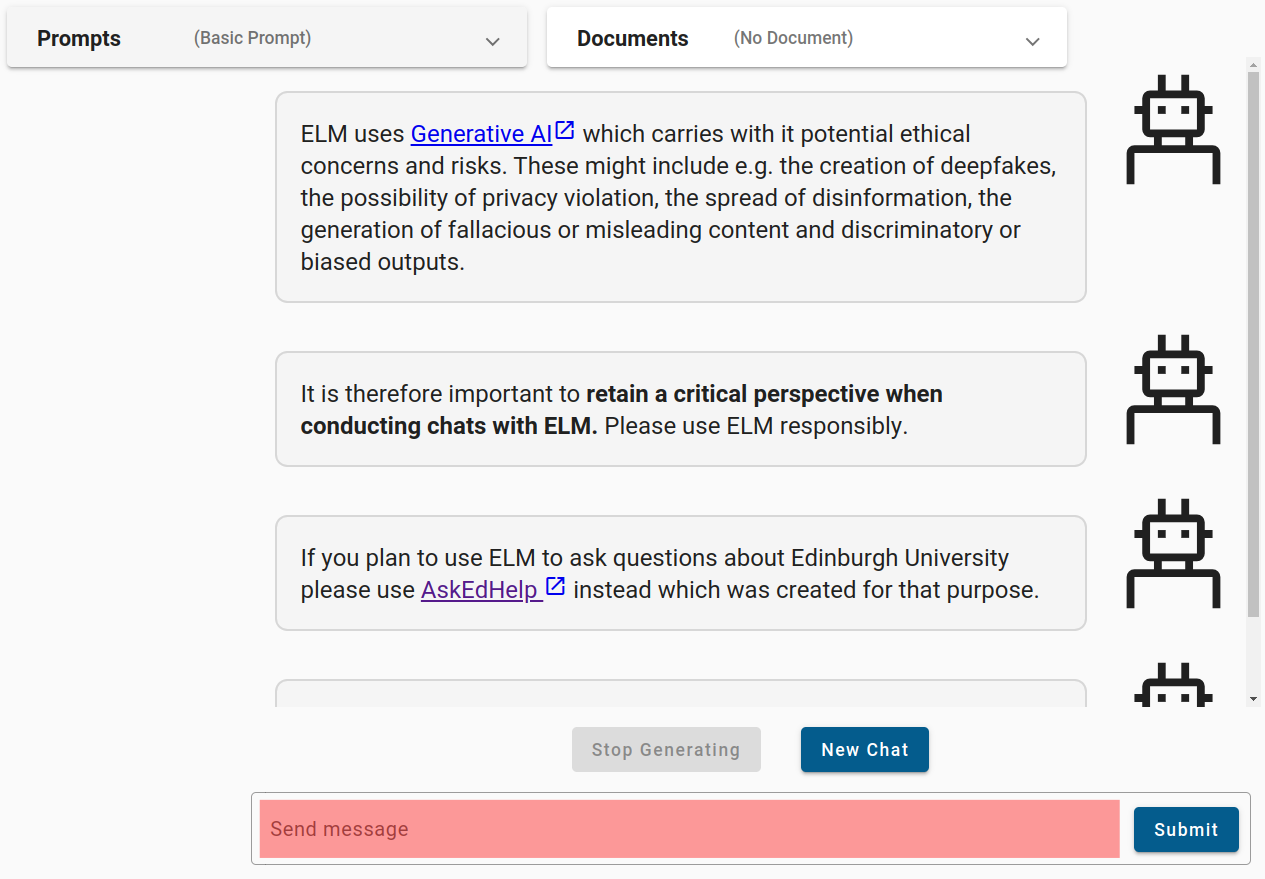 Prompts (Basic Prompt) Documents (No Document)
ELM uses Generative AI which carries with it potential ethical
concerns and risks. These might include e.g. the creation of deepfakes,
the possibility of privacy violation, the spread of disinformation, the
generation of fallacious or misleading content and discriminatory or
biased outputs.
It is therefore important to retain a critical perspective when
conducting chats with ELM. Please use ELM responsibly.
If you plan to use ELM to ask questions about Edinburgh University
please use AskEdHelp instead which was created for that purpose.
Stop Generating New Chat
Send message Submit